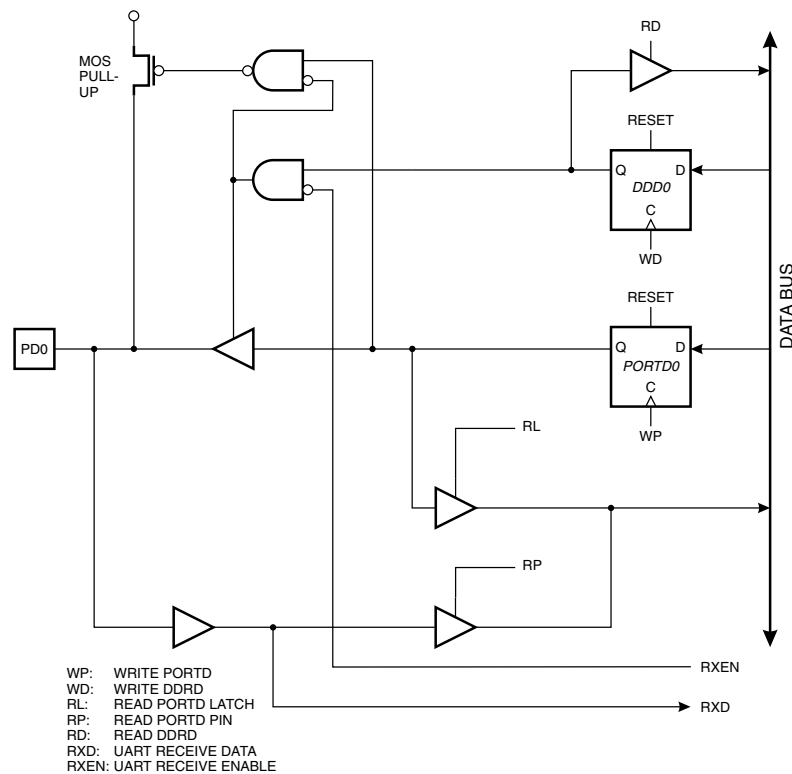 RD
MOS
PULL-
UP
RESET
Q
D
DDD0
C
WD
DATA BUS
RESET
PD0
Q
D
PORTD0
C
WP
RL
RP
RXEN
WP: WRITE PORTD
WD: WRITE DDRD
RL: READ PORTD LATCH
RP: READ PORTD PIN
RD: READ DDRD
RXD: UART RECEIVE DATA
RXEN: UART RECEIVE ENABLE
RXD